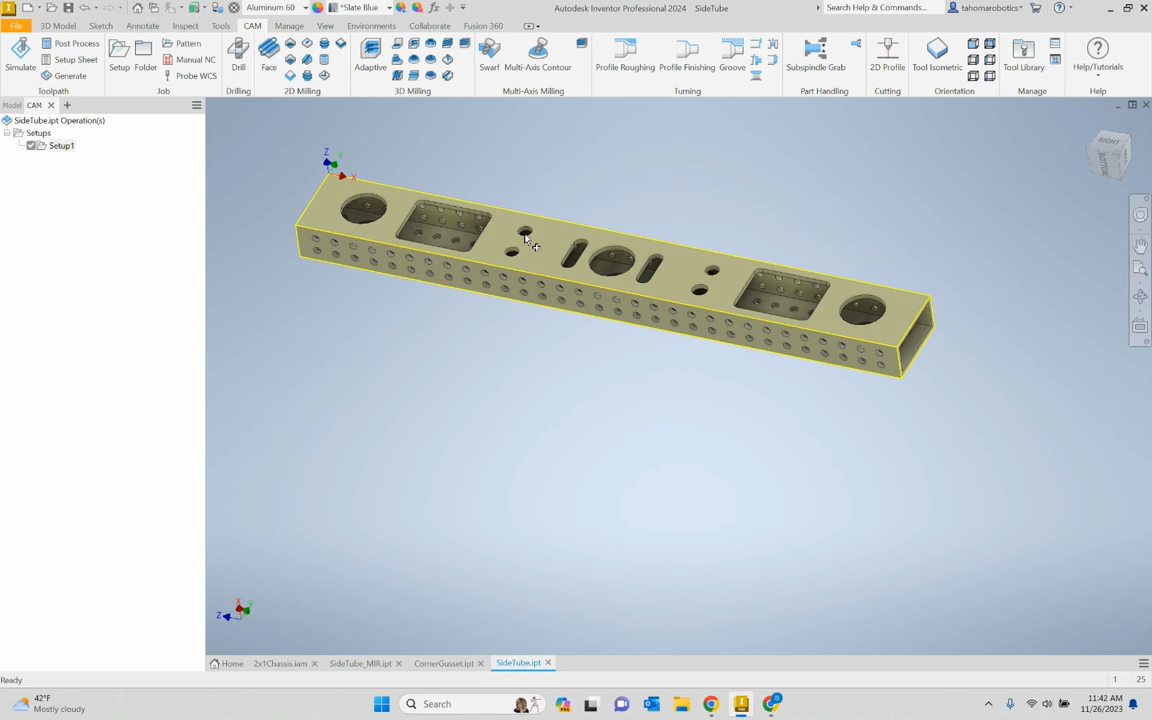 Aluminum 60
*Slate Blue
Autodesk Inventor Professional 2024 SideTube
Search Help & Commands...
tahomarobotics
File 3D Model Sketch Annotate Inspect Tools CAM Manage View Environments Collaborate Fusion 360
Simulate Post Process Setup Sheet Generate
Setup Folder Pattern Manual NC Probe WCS
Drill Face Adaptive Swarf Multi-Axis Contour
Profile Roughing Profile Finishing Groove Subspindle Grab 2D Profile Tool Isometric Tool Library Help/Tutorials
Toolpath Job Drilling 2D Milling 3D Milling Multi-Axis Milling Turning Part Handling Cutting Orientation Manage Help
Model CAM
SideTube.ipt Operation(s)
Setups
Setup1
Z Y X
RIGHT
BOTTOM
X Y Z
Home 2x1Chassis.iam SideTube_MIR.ipt CornerGusset.ipt SideTube.ipt
Ready
1 25
42°F
Mostly cloudy
Search
PRO
11:42 AM
11/26/2023